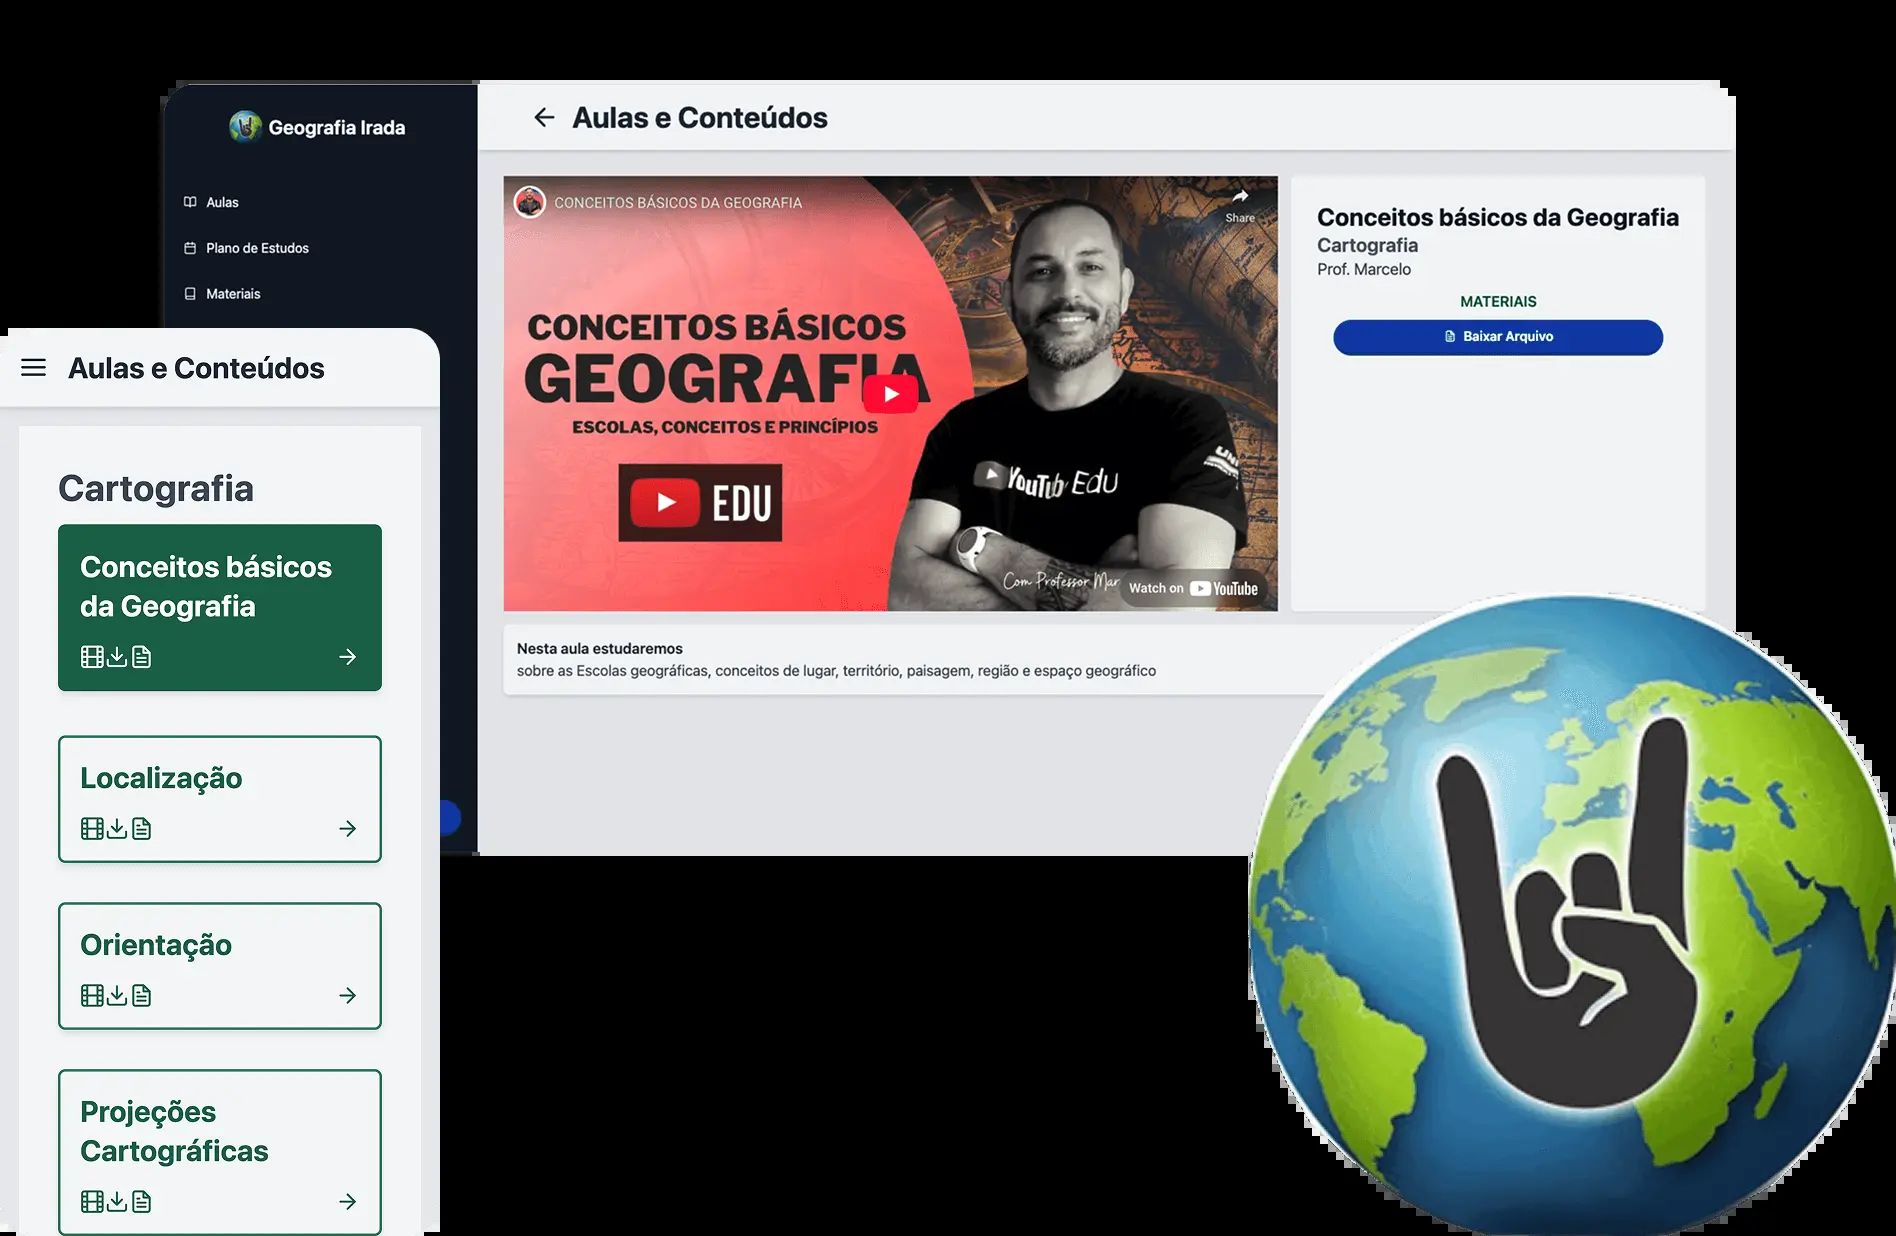 Geografia Irada
Aulas
Plano de Estudos
Materiais
Aulas e Conteúdos
CONCEITOS BÁSICOS DA GEOGRAFIA
Share
CONCEITOS BÁSICOS
GEOGRAFIA
ESCOLAS, CONCEITOS E PRINCÍPIOS
EDU
YouTub Edu
UNI
Com Professor Mar
Watch on YouTube
Conceitos básicos da Geografia
Cartografia
Prof. Marcelo
MATERIAIS
Baixar Arquivo
Nesta aula estudaremos
sobre as Escolas geográficas, conceitos de lugar, território, paisagem, região e espaço geográfico
Aulas e Conteúdos
Cartografia
Conceitos básicos
da Geografia
Localização
Orientação
Projeções
Cartográficas